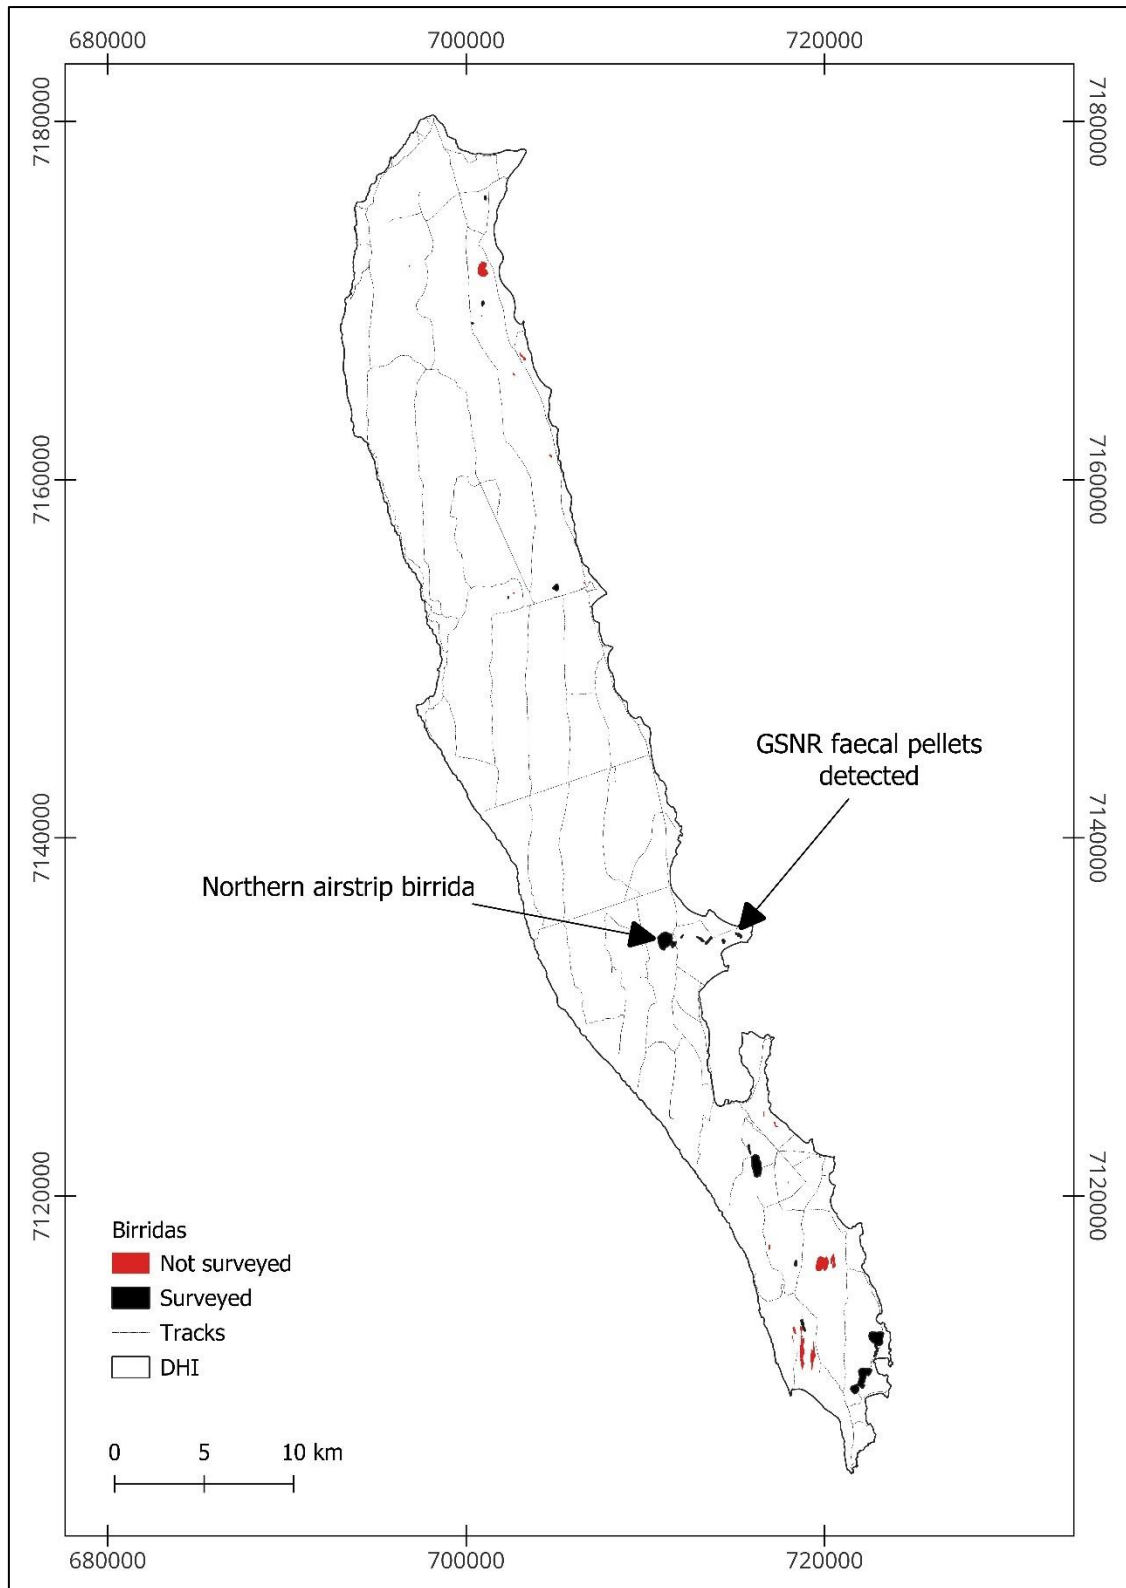 680000 700000 720000
7180000 7180000
7160000 7160000
GSNR faecal pellets
detected
7140000 7140000
Northern airstrip birrida
7120000 7120000
Birridas
Not surveyed
Surveyed
Tracks
DHI
0 5 10 km
680000 700000 720000